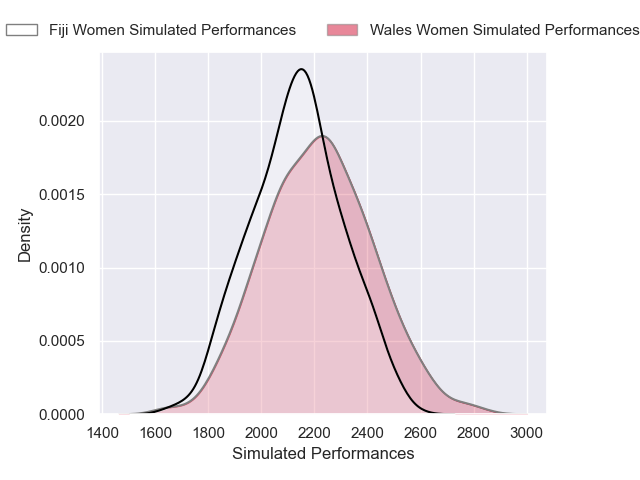 Fiji Women Simulated Performances
Wales Women Simulated Performances
Density
0.0020
0.0015
0.0010
0.0005
0.0000
1400 1600 1800 2000 2200 2400 2600 2800 3000
Simulated Performances